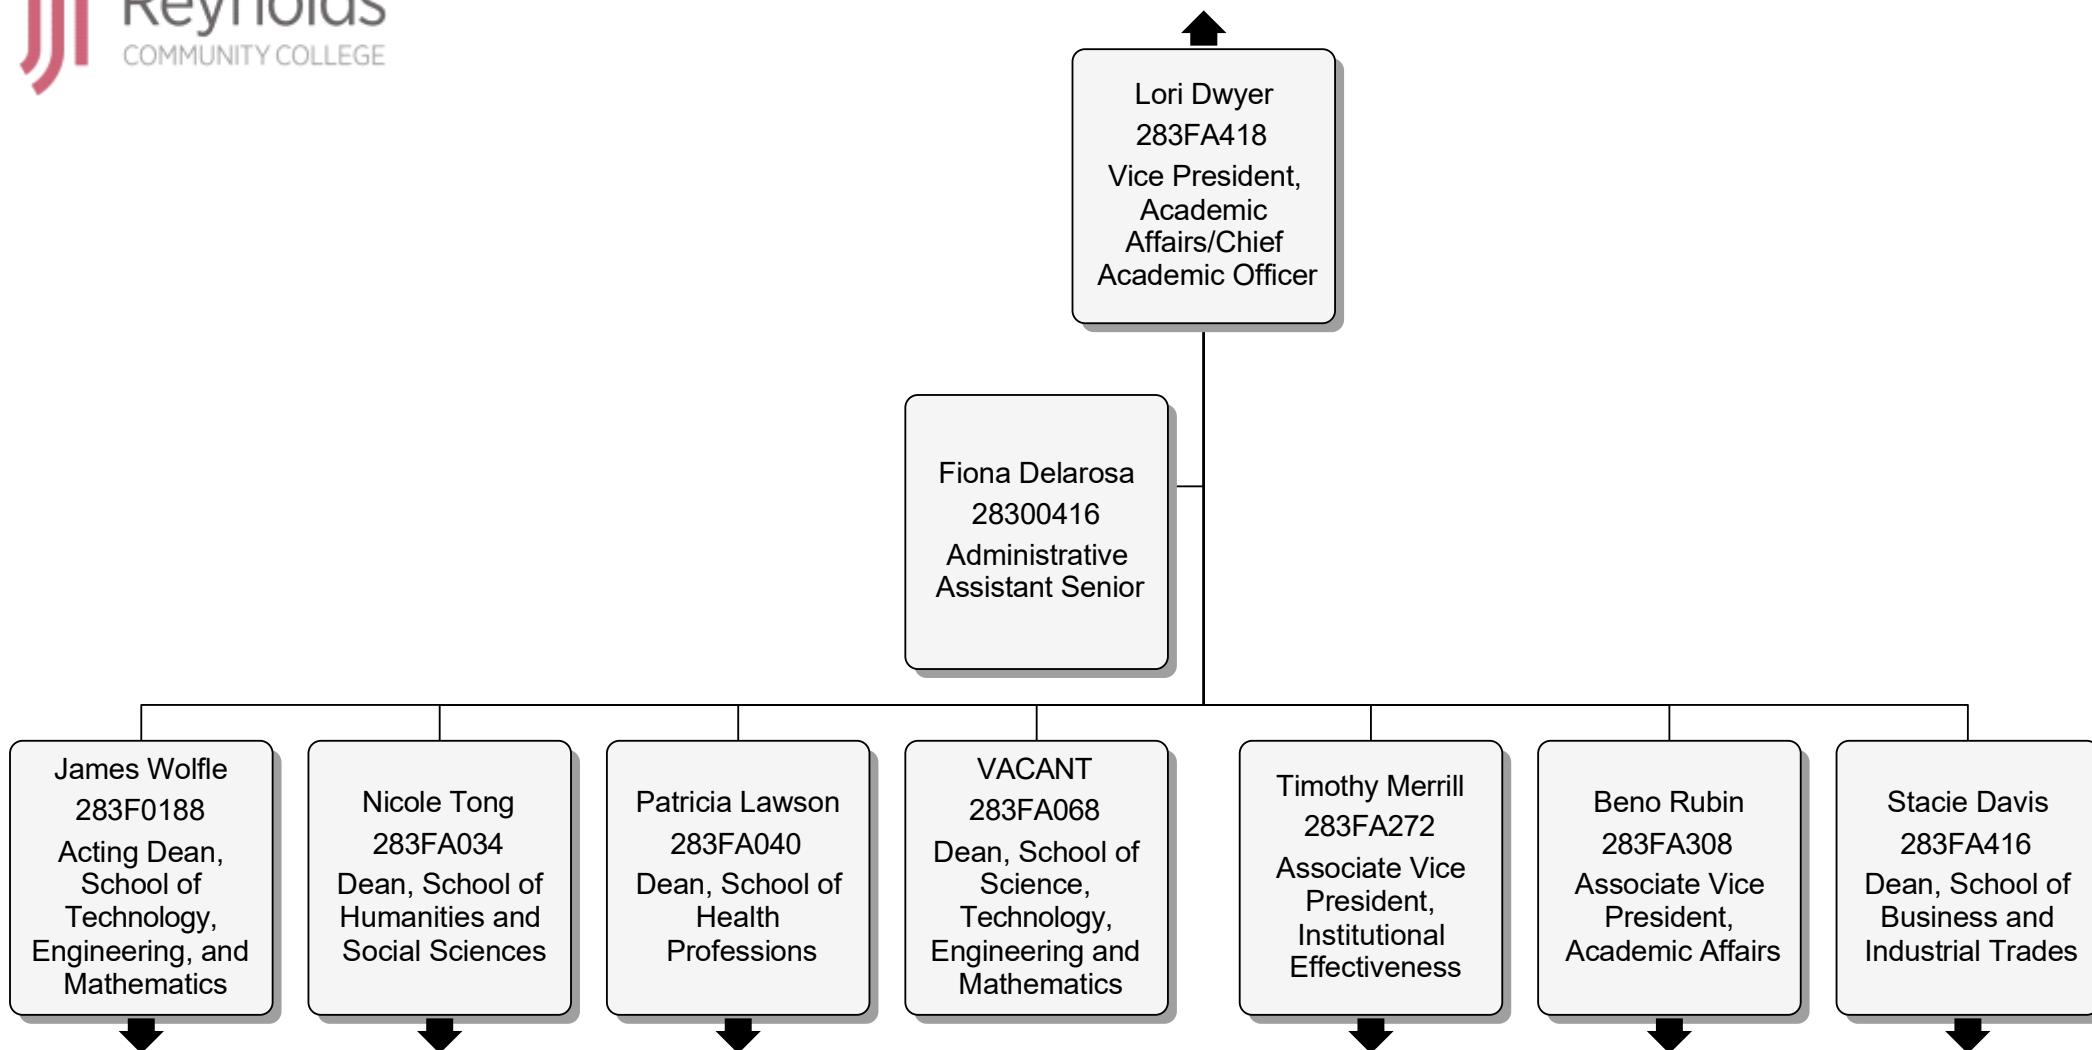 Reynolds
COMMUNITY COLLEGE
Lori Dwyer
283FA418
Vice President,
Academic
Affairs/Chief
Academic Officer
Fiona Delarosa
28300416
Administrative
Assistant Senior
James Wolfle
283F0188
Acting Dean,
School of
Technology,
Engineering, and
Mathematics
Nicole Tong
283FA034
Dean, School of
Humanities and
Social Sciences
Patricia Lawson
283FA040
Dean, School of
Health
Professions
VACANT
283FA068
Dean, School of
Science,
Technology,
Engineering and
Mathematics
Timothy Merrill
283FA272
Associate Vice
President,
Institutional
Effectiveness
Beno Rubin
283FA308
Associate Vice
President,
Academic Affairs
Stacie Davis
283FA416
Dean, School of
Business and
Industrial Trades